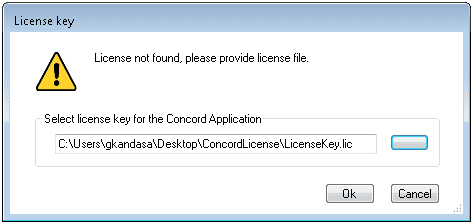 License key
License not found, please provide license file.
Select license key for the Concord Application
C:\Users\gkandasa\Desktop\ConcordLicense\LicenseKey.lic
Ok
Cancel